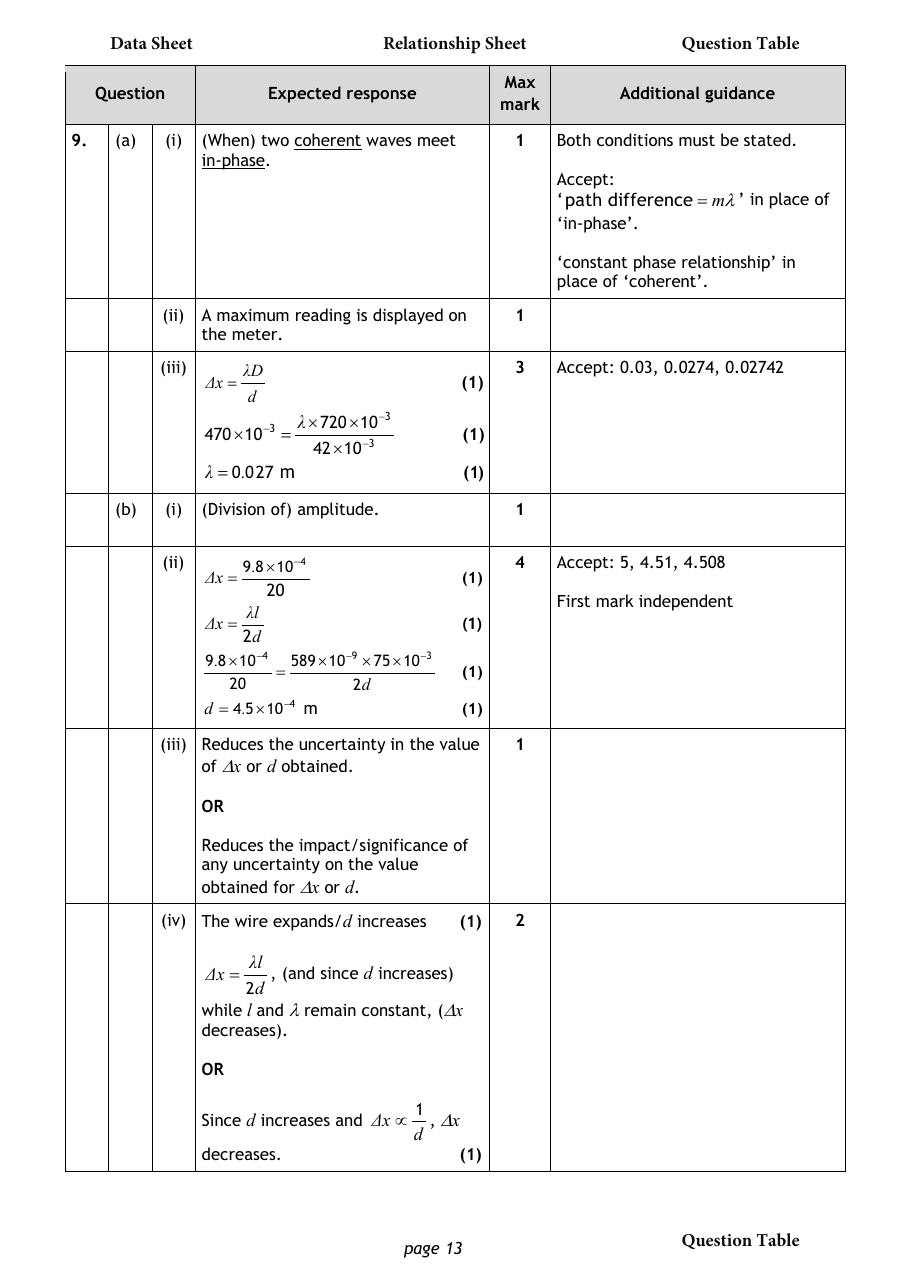 Data Sheet Relationship Sheet Question Table
Question Expected response Max mark Additional guidance
9. (a) (i) (When) two coherent waves meet 1 Both conditions must be stated.
in-phase.
Accept:
‘path difference = mλ’ in place of
‘in-phase’.
‘constant phase relationship’ in
place of ‘coherent’.
(ii) A maximum reading is displayed on 1
the meter.
(iii) Δx = λD/d (1) 3 Accept: 0.03, 0.0274, 0.02742
470×10⁻³ = λ×720×10⁻³/42×10⁻³ (1)
λ = 0.027 m (1)
(b) (i) (Division of) amplitude. 1
(ii) Δx = 9.8×10⁻⁴/20 (1) 4 Accept: 5, 4.51, 4.508
First mark independent
Δx = λl/2d (1)
9.8×10⁻⁴/20 = 589×10⁻⁹×75×10⁻³/2d (1)
d = 4.5×10⁻⁴ m (1)
(iii) Reduces the uncertainty in the value 1
of Δx or d obtained.
OR
Reduces the impact/significance of
any uncertainty on the value
obtained for Δx or d.
(iv) The wire expands/d increases (1) 2
Δx = λl/2d, (and since d increases)
while l and λ remain constant, (Δx
decreases).
OR
Since d increases and Δx ∝ 1/d, Δx
decreases. (1)
page 13 Question Table